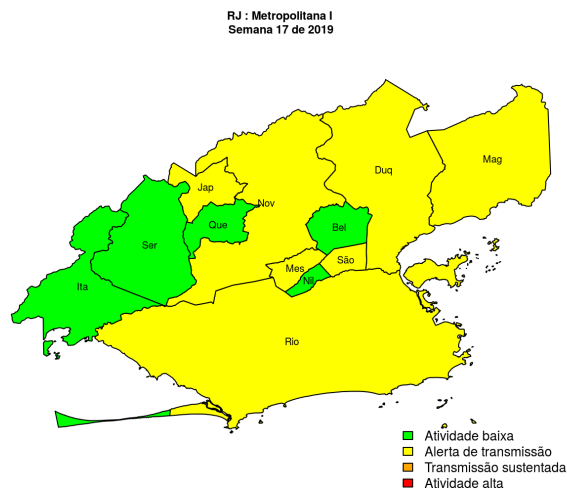 RJ : Metropolitana I
Semana 17 de 2019
Mag
Duq
Jap
Nov
Que
Bel
Ser
São
Mes
Nil
Ita
Rio
Atividade baixa
Alerta de transmissão
Transmissão sustentada
Atividade alta